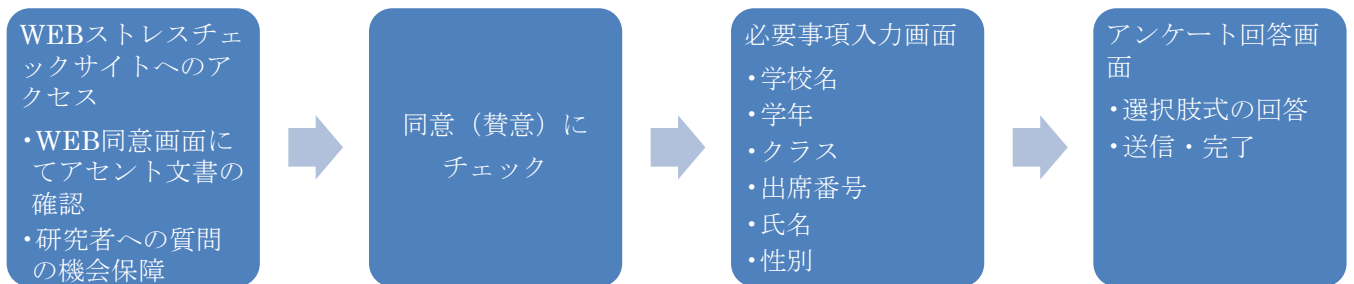 WEBストレスチェ
ックサイトへのア
クセス
・WEB同意画面に
てアセント文書の
確認
・研究者への質問
の機会保障
同意（賛意）に
チェック
必要事項入力画面
・学校名
・学年
・クラス
・出席番号
・氏名
・性別
アンケート回答画
面
・選択肢式の回答
・送信・完了